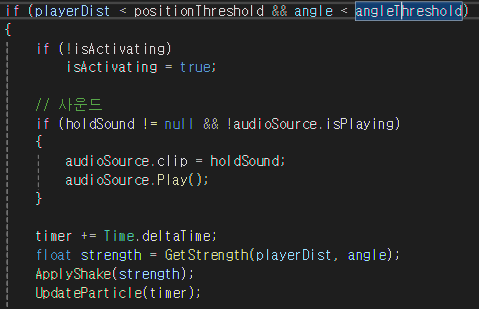 if (playerDist < positionThreshold && angle < angleThreshold)
{
if (!isActivating)
isActivating = true;
// 사운드
if (holdSound != null && !audioSource.isPlaying)
{
audioSource.clip = holdSound;
audioSource.Play();
}
timer += Time.deltaTime;
float strength = GetStrength(playerDist, angle);
ApplyShake(strength);
UpdateParticle(timer);